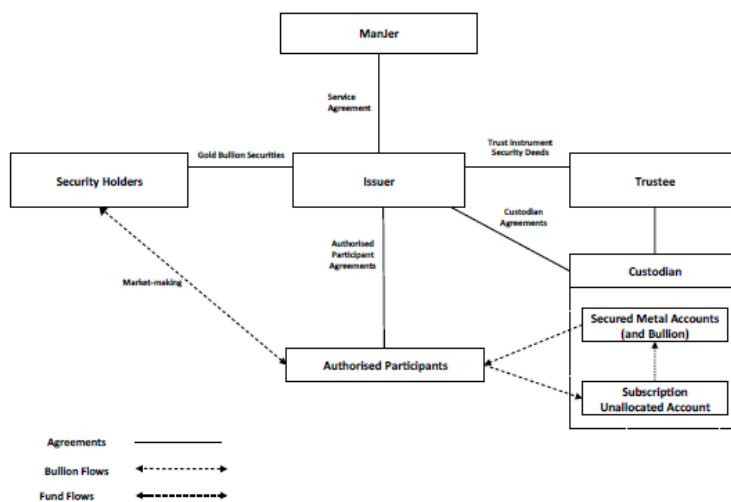 ManJer
Service
Agreement
Gold Bullion Securities
Trust Instrument
Security Deeds
Security Holders
Issuer
Trustee
Custodian
Agreements
Authorised
Participant
Agreements
Custodian
Market-making
Secured Metal Accounts
(and Bullion)
Authorised Participants
Subscription
Unallocated Account
Agreements
Bullion Flows
Fund Flows